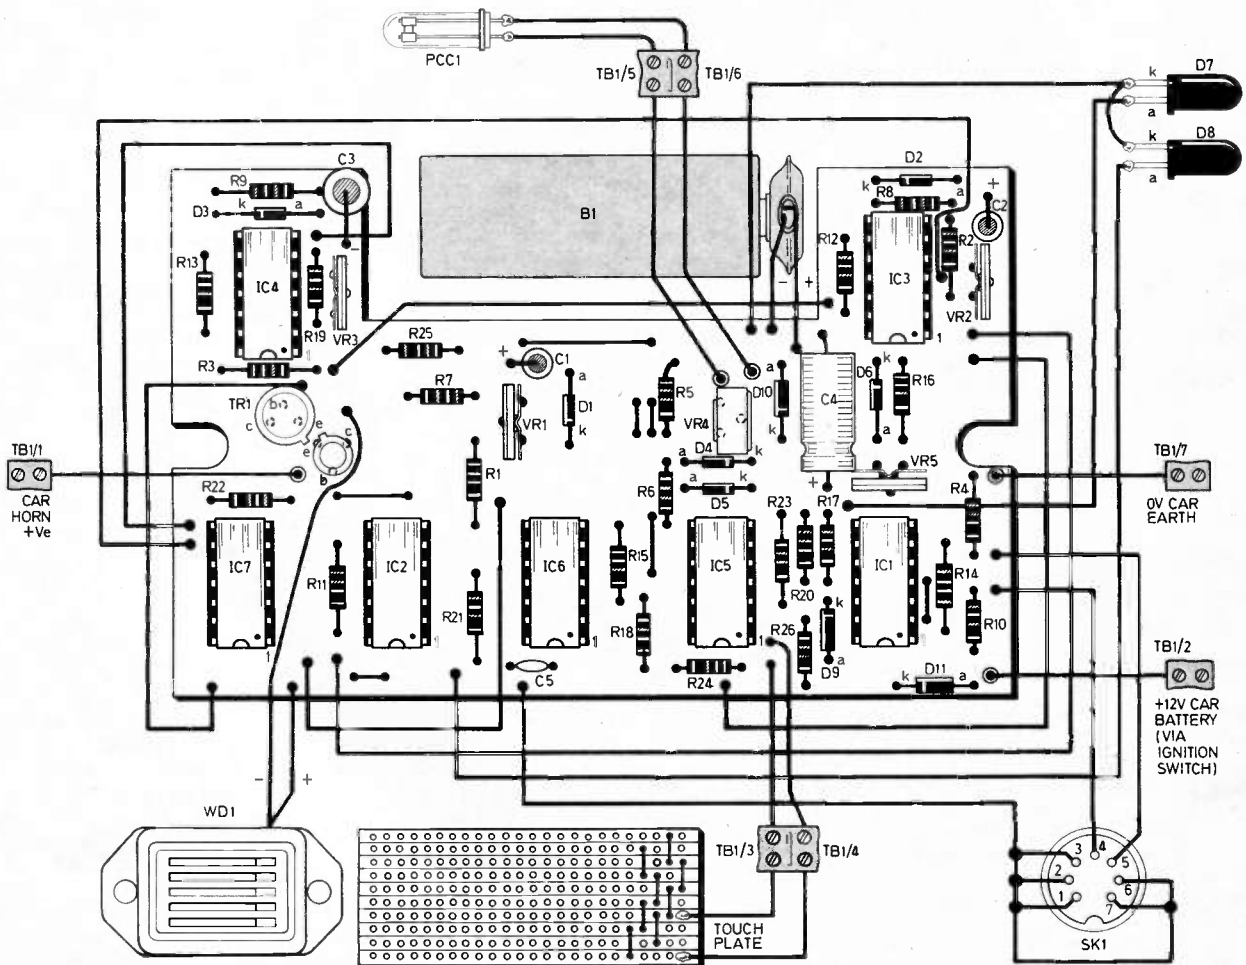 PCC1
TB1/5
TB1/6
k
D7
a
k
D8
a
C3
R9
k
D3
a
-
B1
- +
D2
k
a
R8
+
C2
R13
IC4
R19
VR3
1
R3
R12
IC3
R2
VR2
1
R25
R7
+
C1
VR1
a
D1
k
R5
VR4
a
D10
k
C4
+
k
D6
a
R16
TR1
b
c
e
e
c
b
TB1/1
CAR
HORN
+Ve
R22
R1
R6
a
D4
k
a
D5
k
VR5
R4
TB1/7
0V CAR
EARTH
IC7
1
R11
IC2
1
R21
IC6
1
R15
R18
IC5
1
R23
R20
R17
R26
k
D9
a
IC1
1
R14
R10
C5
R24
k
D11
a
TB1/2
+12V CAR
BATTERY
(VIA
IGNITION
SWITCH)
- +
WD1
TB1/3
TB1/4
TOUCH
PLATE
3
4
5
2
6
1
7
SK1